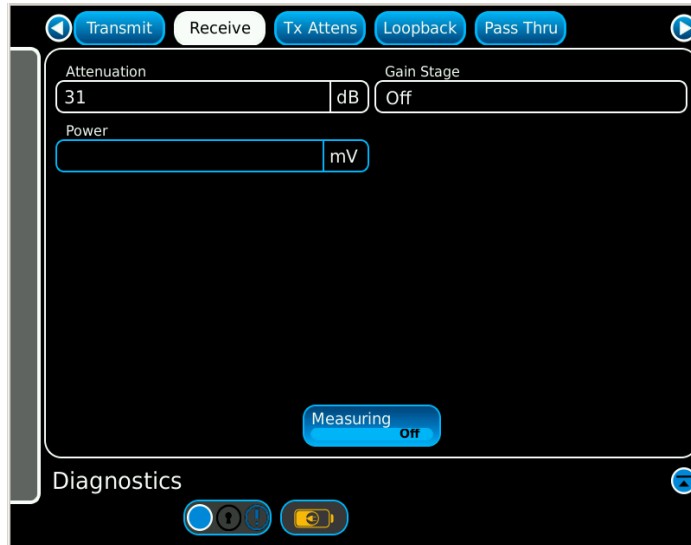 Transmit Receive Tx Attens Loopback Pass Thru
Attenuation Gain Stage
31 dB Off
Power
mV
Measuring
Off
Diagnostics